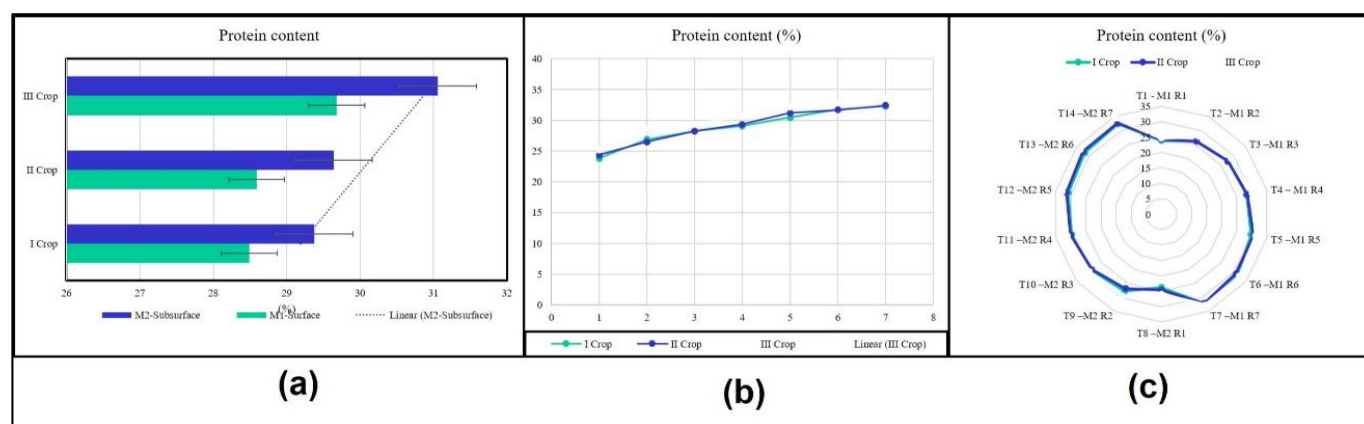 Protein content
III Crop
II Crop
I Crop
26 27 28 29 30 31 32
(%)
M2-Subsurface M1-Surface Linear (M2-Subsurface)
(a)
Protein content (%)
40
35
30
25
20
15
10
5
0
0 1 2 3 4 5 6 7 8
I Crop II Crop III Crop Linear (III Crop)
(b)
Protein content (%)
I Crop II Crop III Crop
T1 - M1 R1
T2 –M1 R2
T3 –M1 R3
T4 – M1 R4
T5 –M1 R5
T6 –M1 R6
T7 –M1 R7
T8 –M2 R1
T9 –M2 R2
T10 –M2 R3
T11 –M2 R4
T12 –M2 R5
T13 –M2 R6
T14 –M2 R7
35
30
25
20
15
10
5
0
(c)